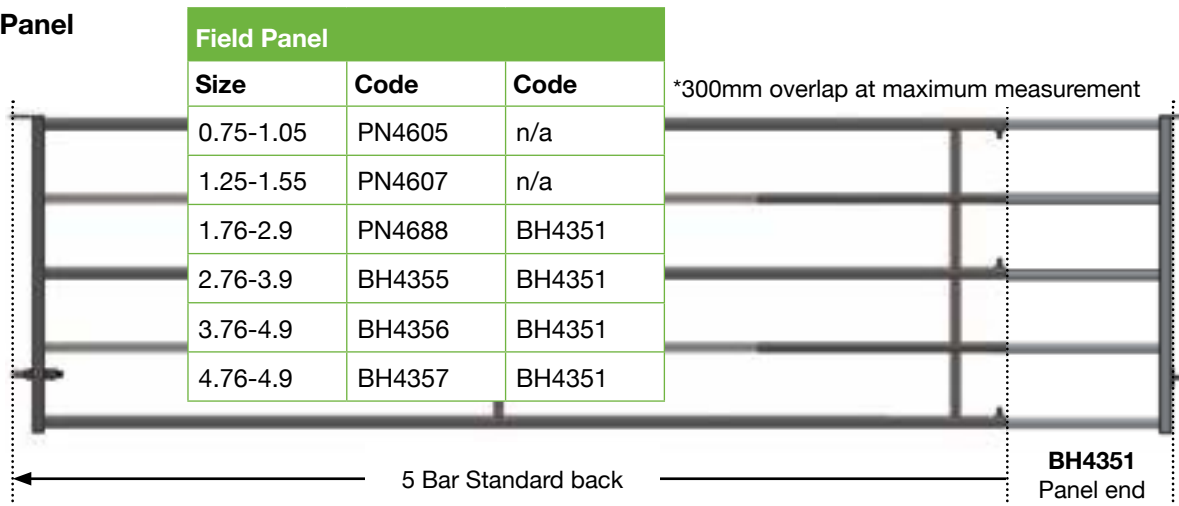 Panel
Field Panel
Size Code Code
*300mm overlap at maximum measurement
0.75-1.05 PN4605 n/a
1.25-1.55 PN4607 n/a
1.76-2.9 PN4688 BH4351
2.76-3.9 BH4355 BH4351
3.76-4.9 BH4356 BH4351
4.76-4.9 BH4357 BH4351
5 Bar Standard back
BH4351
Panel end